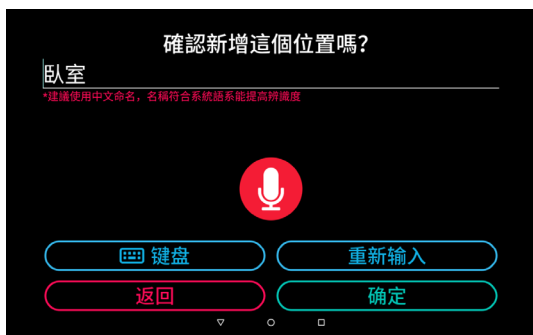 確認新增這個位置嗎?
臥室
*建議使用中文命名，名稱符合系統語系能提高辨識度
键盘
重新输入
返回
确定